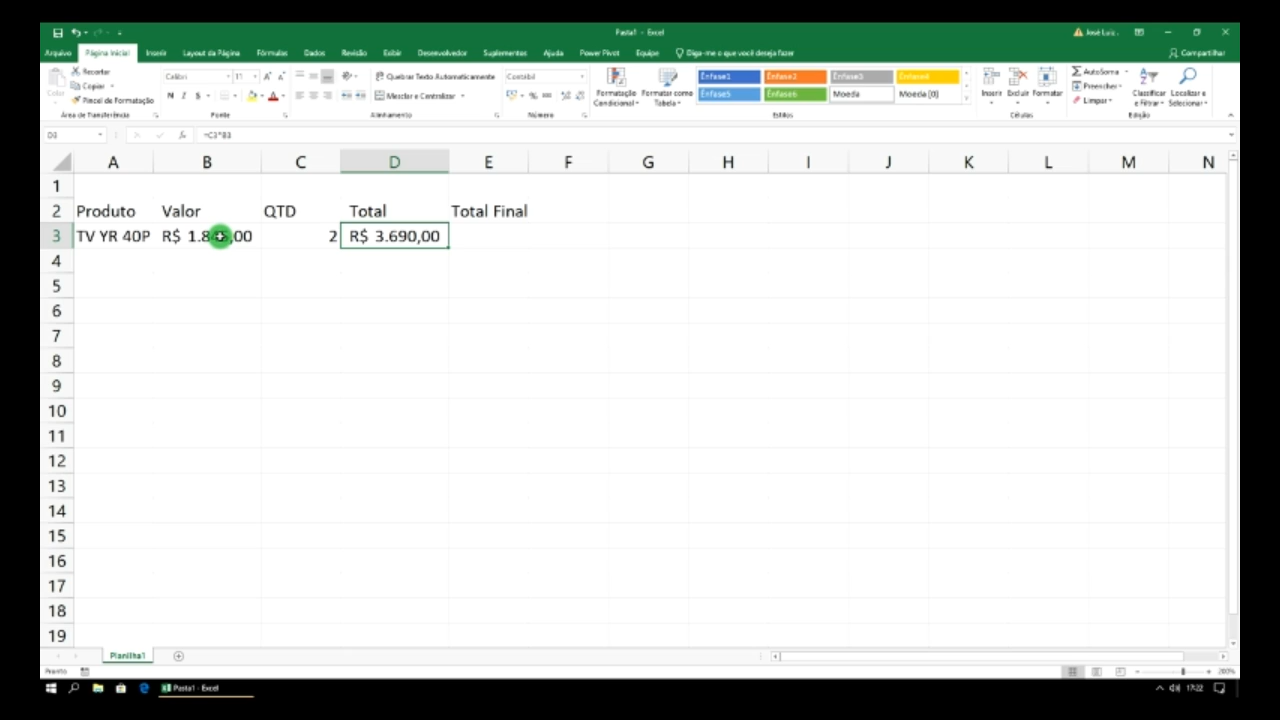 Pasta1 - Excel
José Luiz.
Arquivo Página Inicial Inserir Layout da Página Fórmulas Dados Revisão Exibir Desenvolvedor Suplementos Ajuda Power Pivot Equipe Diga-me o que você deseja fazer Compartilhar
Recortar
Copiar
Pincel de Formatação
Colar
Área de Transferência
Calibri 11
N I S
Fonte
Quebrar Texto Automaticamente
Mesclar e Centralizar
Alinhamento
Contábil
Número
Formatação Condicional
Formatar como Tabela
Ênfase1 Ênfase2 Ênfase3 Ênfase4
Ênfase5 Ênfase6 Moeda Moeda [0]
Estilos
Inserir Excluir Formatar
Células
AutoSoma
Preencher
Limpar
Classificar e Filtrar
Localizar e Selecionar
Edição
D3 fx =C3*B3
A B C D E F G H I J K L M N
1
2 Produto Valor QTD Total Total Final
3 TV YR 40P R$ 2 R$ 3.690,00
4
5
6
7
8
9
10
11
12
13
14
15
16
17
18
19
Planilha1
Pronto 200%
Pasta1 - Excel 17:22